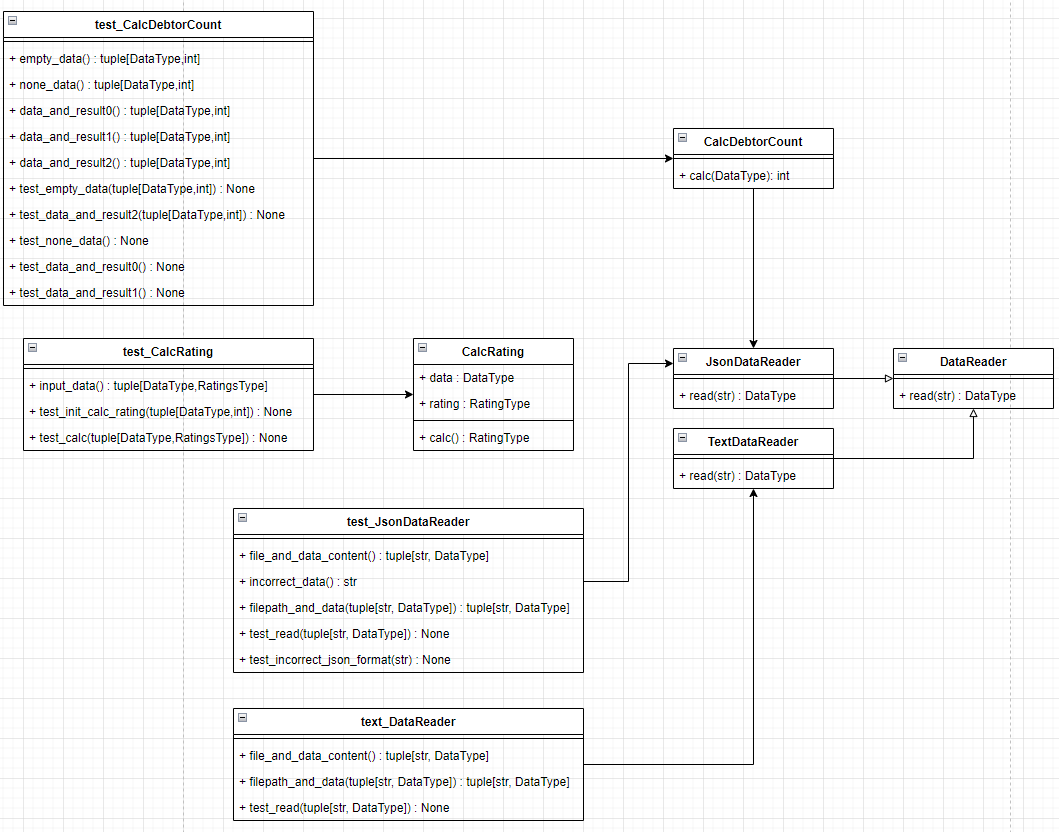 test_CalcDebtorCount
+ empty_data() : tuple[DataType,int]
+ none_data() : tuple[DataType,int]
+ data_and_result0() : tuple[DataType,int]
+ data_and_result1() : tuple[DataType,int]
+ data_and_result2() : tuple[DataType,int]
+ test_empty_data(tuple[DataType,int]) : None
+ test_data_and_result2(tuple[DataType,int]) : None
+ test_none_data() : None
+ test_data_and_result0() : None
+ test_data_and_result1() : None
CalcDebtorCount
+ calc(DataType): int
test_CalcRating
+ input_data() : tuple[DataType,RatingsType]
+ test_init_calc_rating(tuple[DataType,int]) : None
+ test_calc(tuple[DataType,RatingsType]) : None
CalcRating
+ data : DataType
+ rating : RatingType
+ calc() : RatingType
JsonDataReader
+ read(str) : DataType
DataReader
+ read(str) : DataType
TextDataReader
+ read(str) : DataType
test_JsonDataReader
+ file_and_data_content() : tuple[str, DataType]
+ incorrect_data() : str
+ filepath_and_data(tuple[str, DataType]) : tuple[str, DataType]
+ test_read(tuple[str, DataType]) : None
+ test_incorrect_json_format(str) : None
text_DataReader
+ file_and_data_content() : tuple[str, DataType]
+ filepath_and_data(tuple[str, DataType]) : tuple[str, DataType]
+ test_read(tuple[str, DataType]) : None